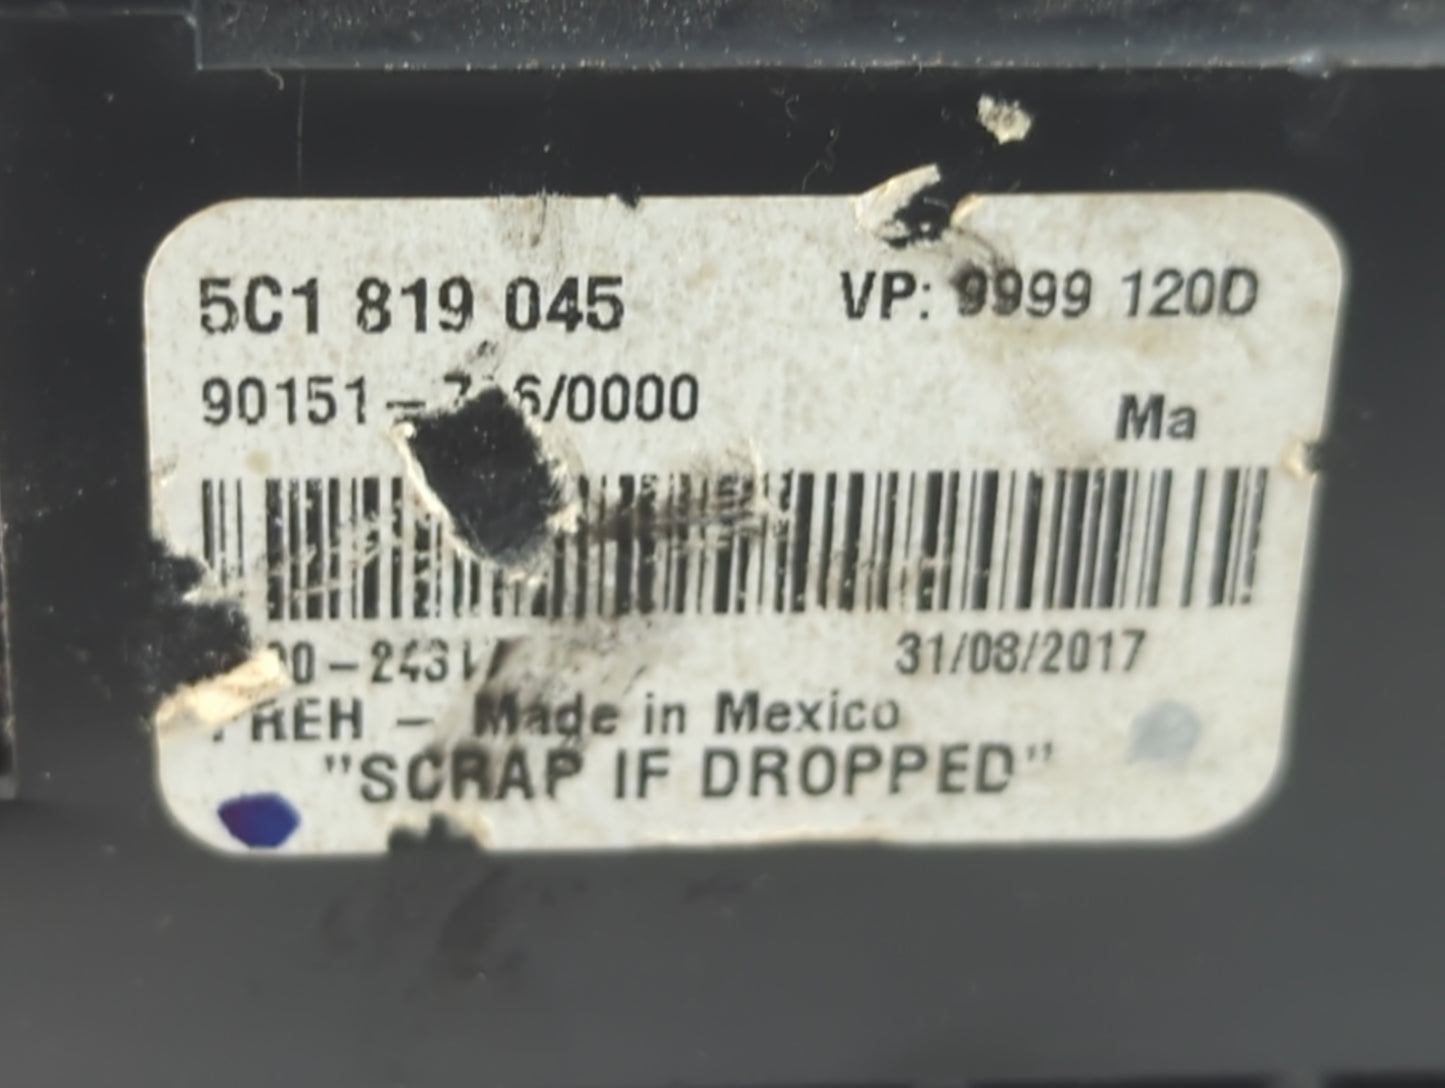 5C1 819 045 VP: 9999 120D
Ma
31/08/2017
Made in Mexico
"SCRAP IF DROPPED"